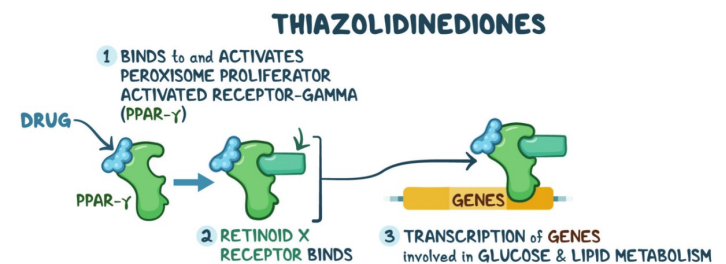 THIAZOLIDINEDIONES
1 BINDS to and ACTIVATES
PEROXISOME PROLIFERATOR
ACTIVATED RECEPTOR-GAMMA
(PPAR-γ)
DRUG
PPAR-γ
GENES
2 RETINOID X
RECEPTOR BINDS
3 TRANSCRIPTION of GENES
involved in GLUCOSE & LIPID METABOLISM